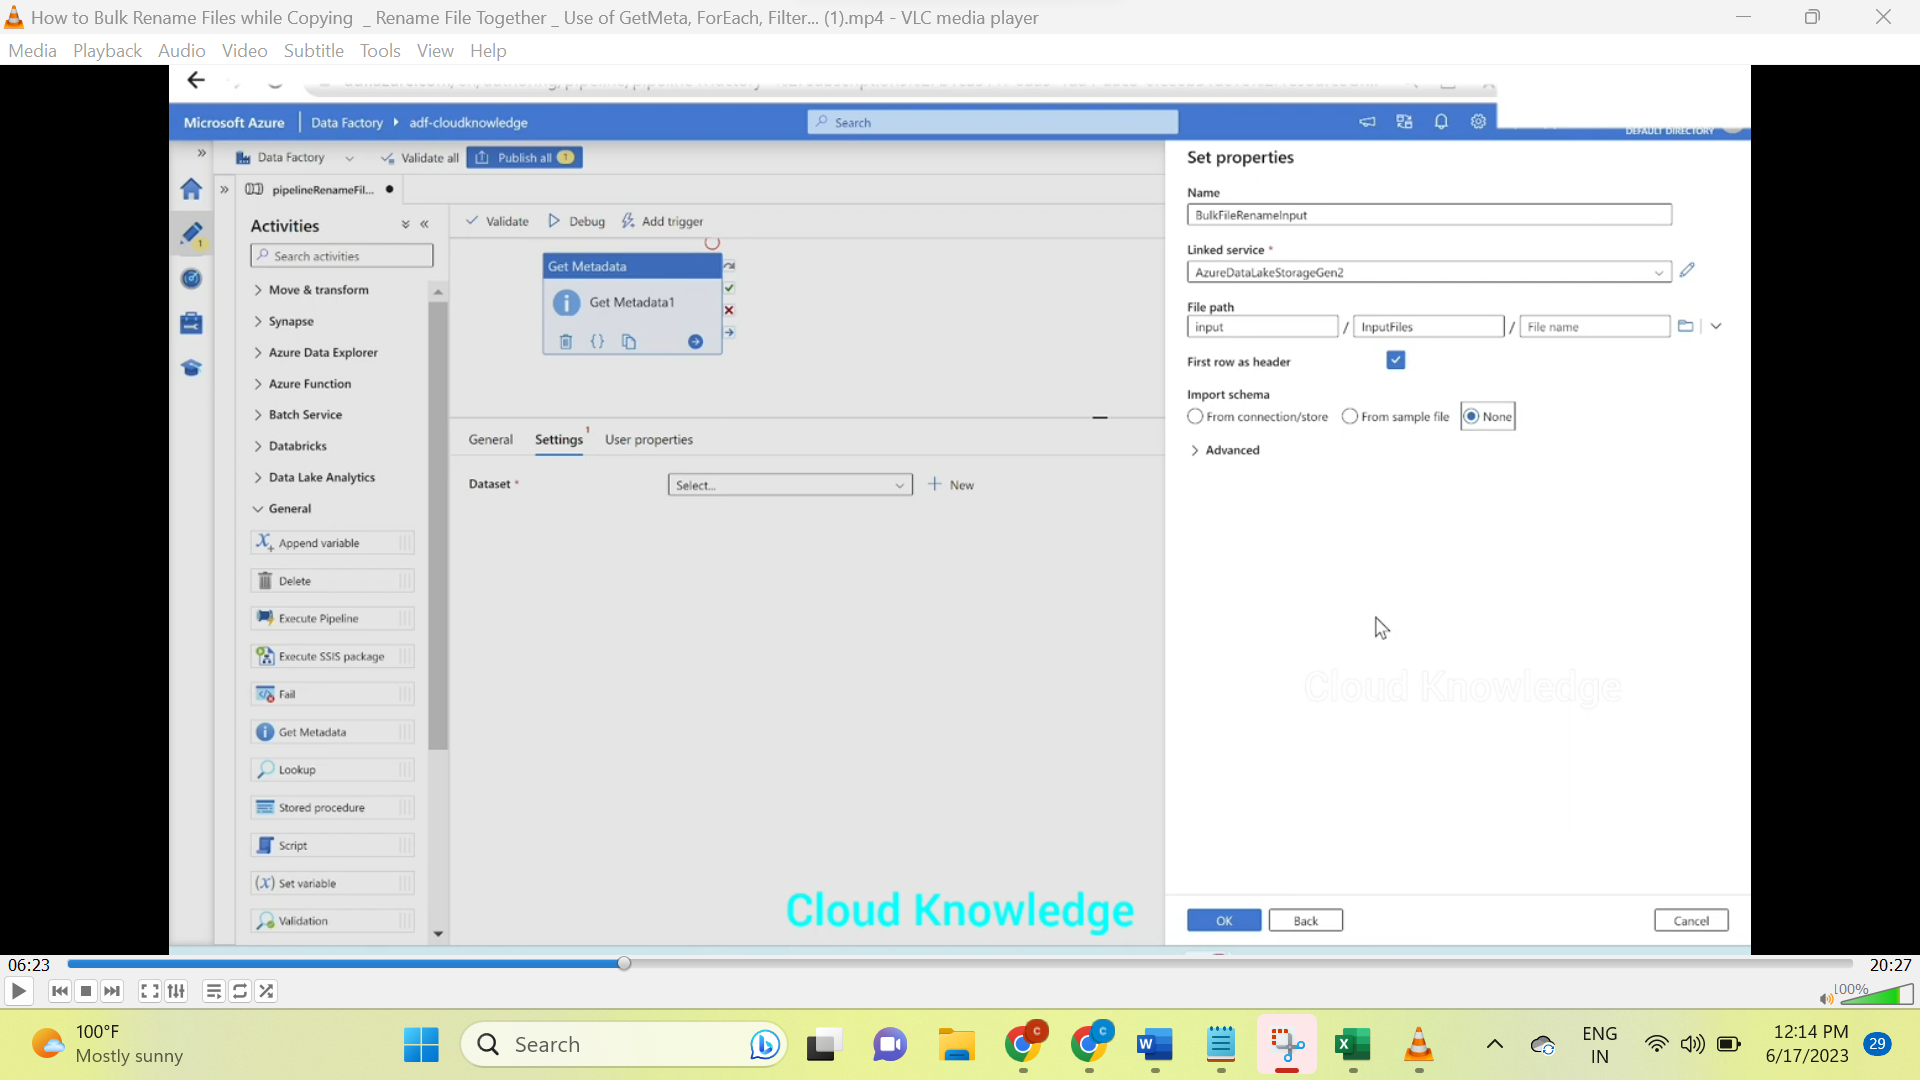 How to Bulk Rename Files while Copying _ Rename File Together _ Use of GetMeta, ForEach, Filter... (1).mp4 - VLC media player
Media Playback Audio Video Subtitle Tools View Help
Microsoft Azure Data Factory adf-cloudknowledge Search
DEFAULT DIRECTORY
Data Factory Validate all Publish all 1
pipelineRenameFil...
1
Activities
Search activities
Move & transform
Synapse
Azure Data Explorer
Azure Function
Batch Service
Databricks
Data Lake Analytics
General
Append variable
Delete
Execute Pipeline
Execute SSIS package
Fail
Get Metadata
Lookup
Stored procedure
Script
Set variable
Validation
Validate Debug Add trigger
Get Metadata
Get Metadata1
General Settings 1 User properties
Dataset * Select... New
Set properties
Name
BulkFileRenameInput
Linked service *
AzureDataLakeStorageGen2
File path
input / InputFiles / File name
First row as header
Import schema
From connection/store From sample file None
Advanced
Cloud Knowledge
Cloud Knowledge
OK Back Cancel
06:23 20:27
100%
100°F
Mostly sunny
Search
C C
ENG
IN
12:14 PM
6/17/2023
29